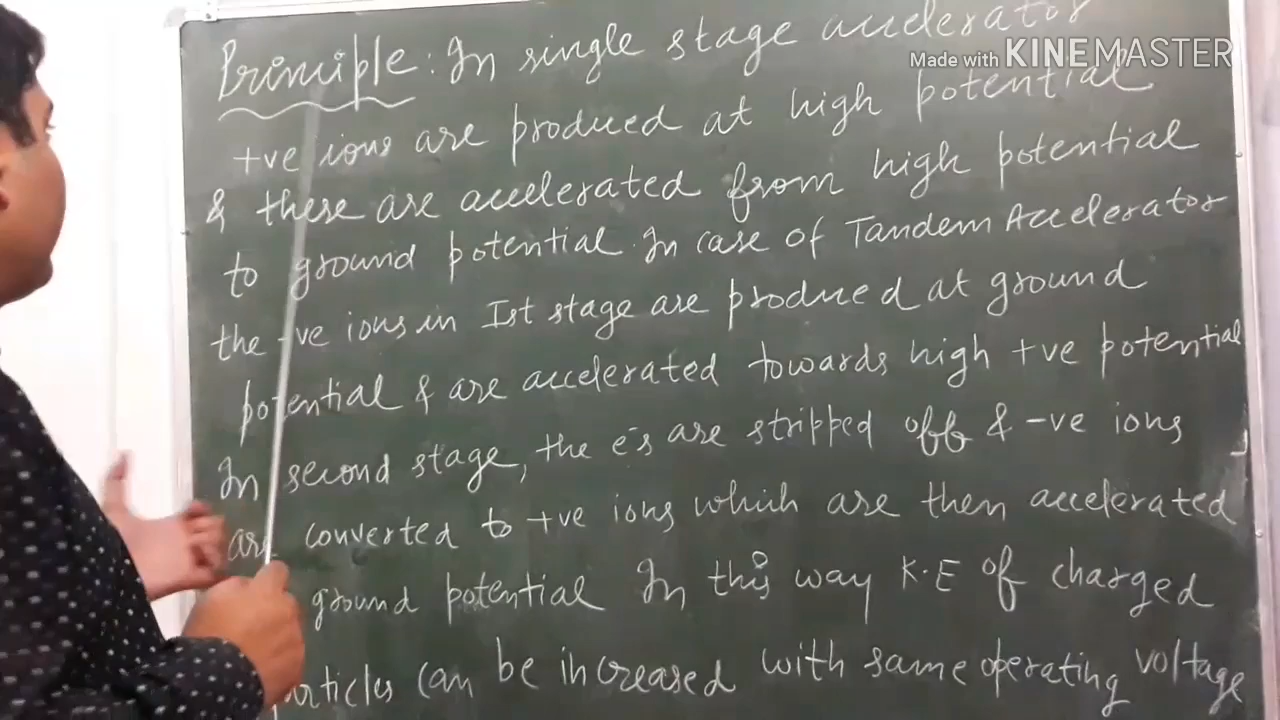 Principle: In single stage accelerator
Made with KINEMASTER
+ve ions are produced at high potential
& these are accelerated from high potential
to ground potential. In case of Tandem Accelerator
the -ve ions in Ist stage are produced at ground
potential & are accelerated towards high +ve potential
In second stage, the e⁻s are stripped off & -ve ions
are converted to +ve ions which are then accelerated
ground potential In this way K.E of charged
particles can be increased with same operating voltage